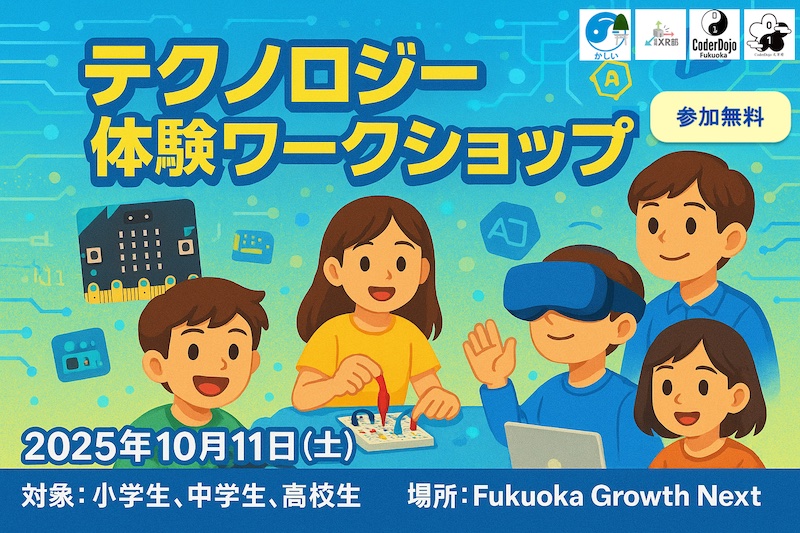 かしい
XR部
CoderDojo
Fukuoka
テクノロジー
体験ワークショップ
参加無料
2025年10月11日(土)
対象：小学生、中学生、高校生
場所：Fukuoka Growth Next